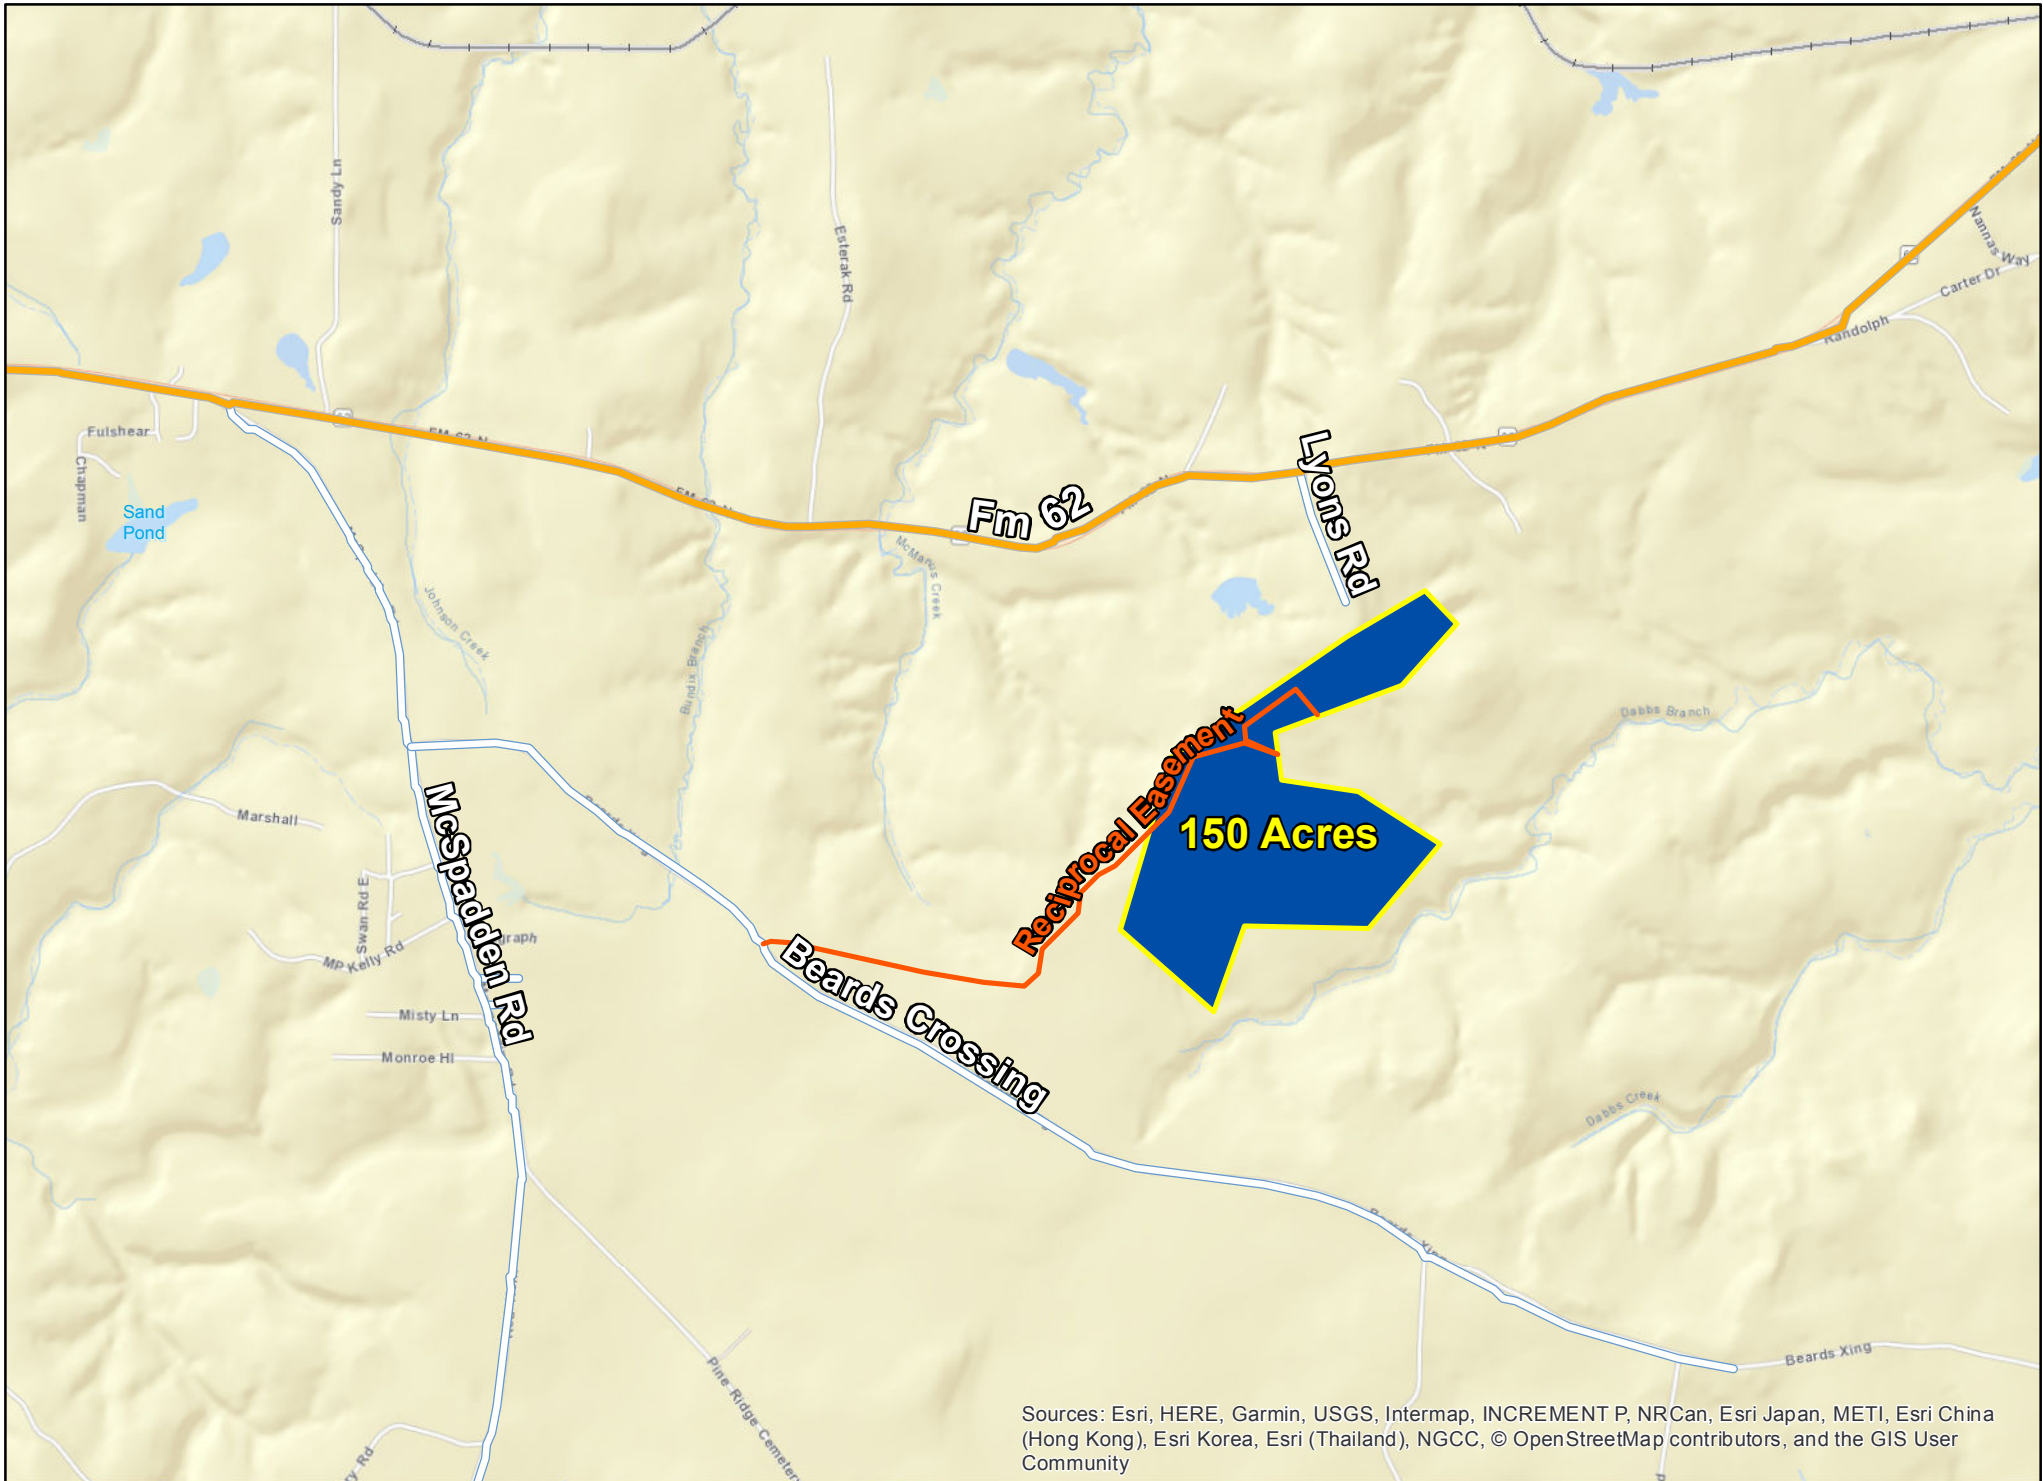 Sandy Ln
Esterak Rd
Nannas Way
Carter Dr
Randolph
Fulshear
Chapman
Sand
Pond
FM-62-N
Fm 62
Lyons Rd
McManus Creek
Johnson Creek
Bundix Branch
Dabbs Branch
Reciprocal Easement
150 Acres
Marshall
McSpadden Rd
Swan Rd E
MP Kelly Rd
Misty Ln
Monroe Hl
Beards Crossing
Dabbs Creek
Beards Xing
Beards Xing
Pine Ridge Cemetery
Sources: Esri, HERE, Garmin, USGS, Intermap, INCREMENT P, NRCan, Esri Japan, METI, Esri China
(Hong Kong), Esri Korea, Esri (Thailand), NGCC, © OpenStreetMap contributors, and the GIS User
Community